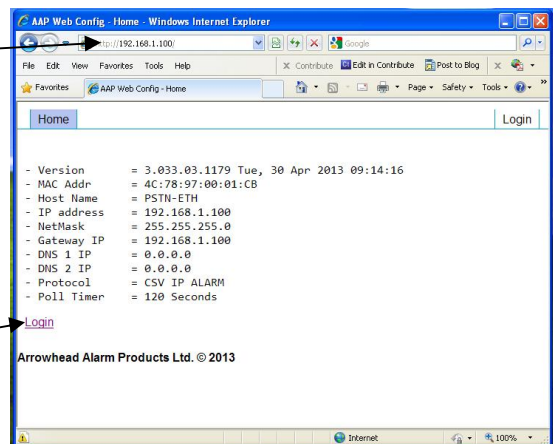 AAP Web Config - Home - Windows Internet Explorer
http://192.168.1.100/ Google
File Edit View Favorites Tools Help x Contribute Edit in Contribute Post to Blog x
Favorites AAP Web Config - Home Page Safety Tools
Home Login
- Version = 3.033.03.1179 Tue, 30 Apr 2013 09:14:16
- MAC Addr = 4C:78:97:00:01:CB
- Host Name = PSTN-ETH
- IP address = 192.168.1.100
- NetMask = 255.255.255.0
- Gateway IP = 192.168.1.100
- DNS 1 IP = 0.0.0.0
- DNS 2 IP = 0.0.0.0
- Protocol = CSV IP ALARM
- Poll Timer = 120 Seconds
Login
Arrowhead Alarm Products Ltd. © 2013
Internet 100%